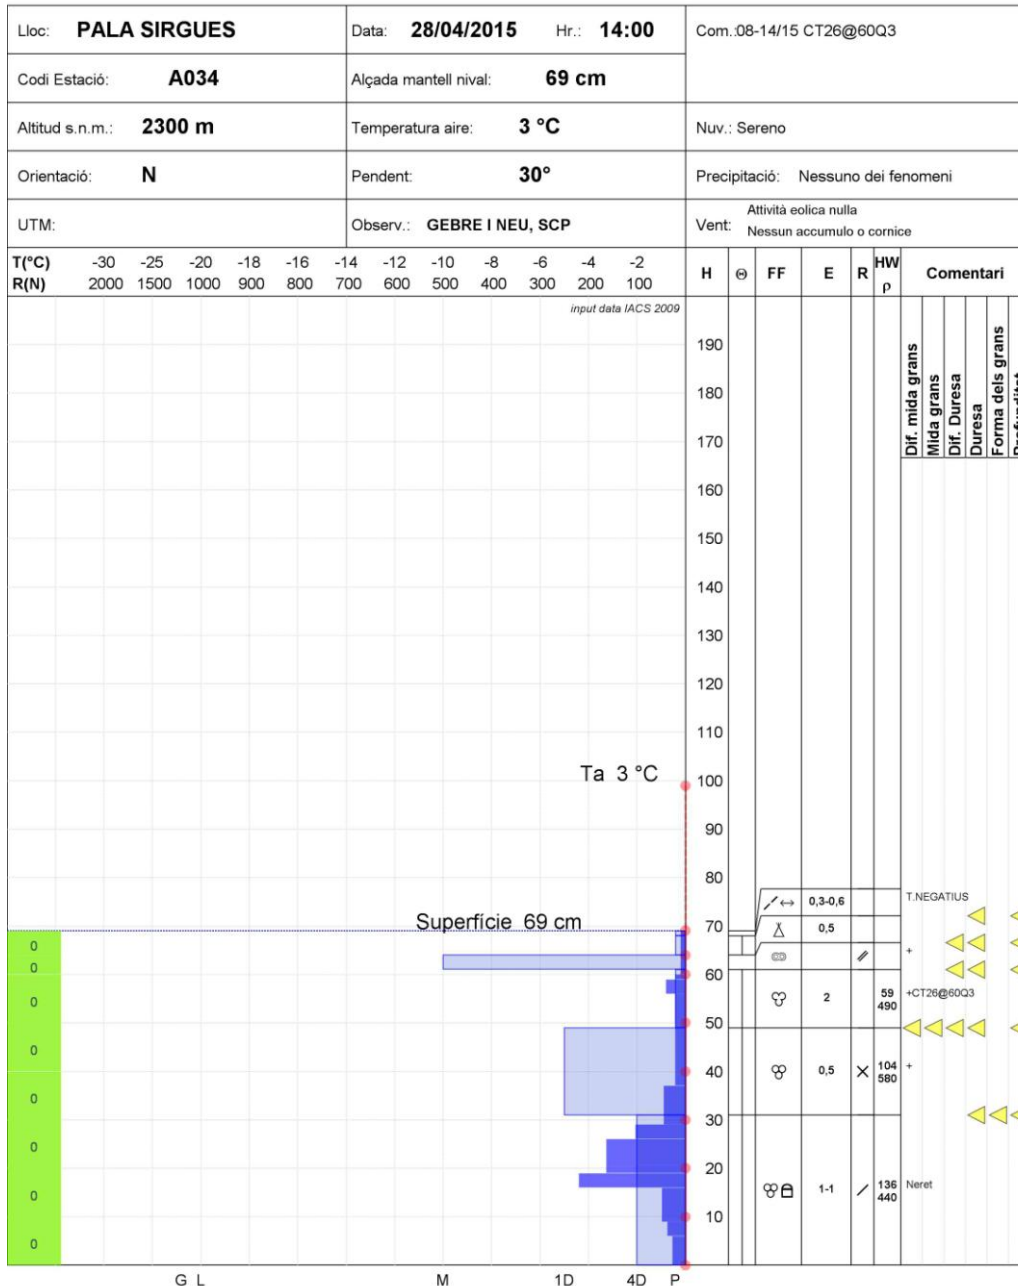 Lloc: PALA SIRGUES Data: 28/04/2015 Hr.: 14:00 Com.:08-14/15 CT26@60Q3
Codi Estació: A034 Alçada mantell nival: 69 cm
Altitud s.n.m.: 2300 m Temperatura aire: 3 °C Nuv.: Sereno
Orientació: N Pendent: 30° Precipitació: Nessuno dei fenomeni
UTM: Observ.: GEBRE I NEU, SCP Vent: Attività eolica nulla
Nessun accumulo o cornice
T(°C) -30 -25 -20 -18 -16 -14 -12 -10 -8 -6 -4 -2
R(N) 2000 1500 1000 900 800 700 600 500 400 300 200 100
H Θ FF E R HW ρ Comentari
input data IACS 2009
Dif. mida grans
Mida grans
Dif. Duresa
Duresa
Forma dels grans
190
180
170
160
150
140
130
120
110
Ta 3 °C 100
90
80
0,3-0,6 T.NEGATIUS
Superfície 69 cm 70 0,5
0 +
0 60
0 2 59 490 +CT26@60Q3
50
0 40 0,5 104 580 +
0 30
0 20
0 1-1 136 440 Neret
10
0
G L M 1D 4D P